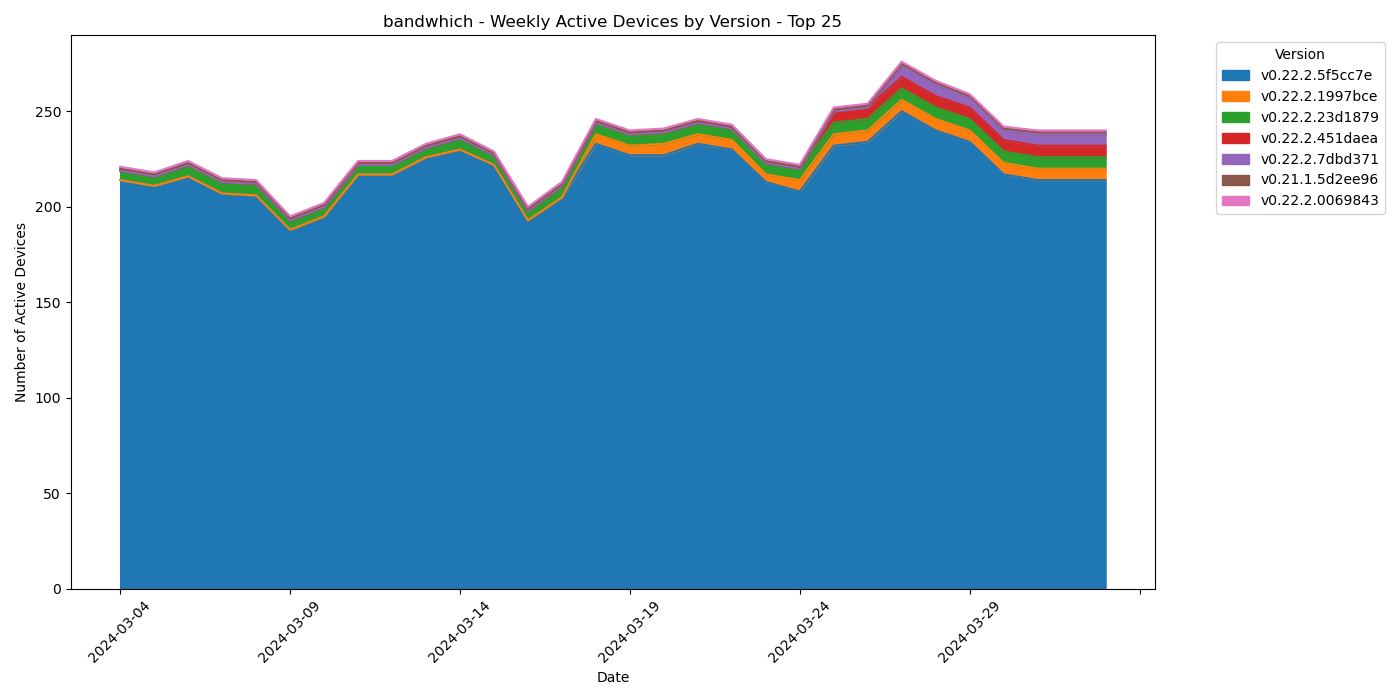 bandwhich - Weekly Active Devices by Version - Top 25
Number of Active Devices
250
200
150
100
50
0
2024-03-04
2024-03-09
2024-03-14
2024-03-19
2024-03-24
2024-03-29
Date
Version
v0.22.2.5f5cc7e
v0.22.2.1997bce
v0.22.2.23d1879
v0.22.2.451daea
v0.22.2.7dbd371
v0.21.1.5d2ee96
v0.22.2.0069843